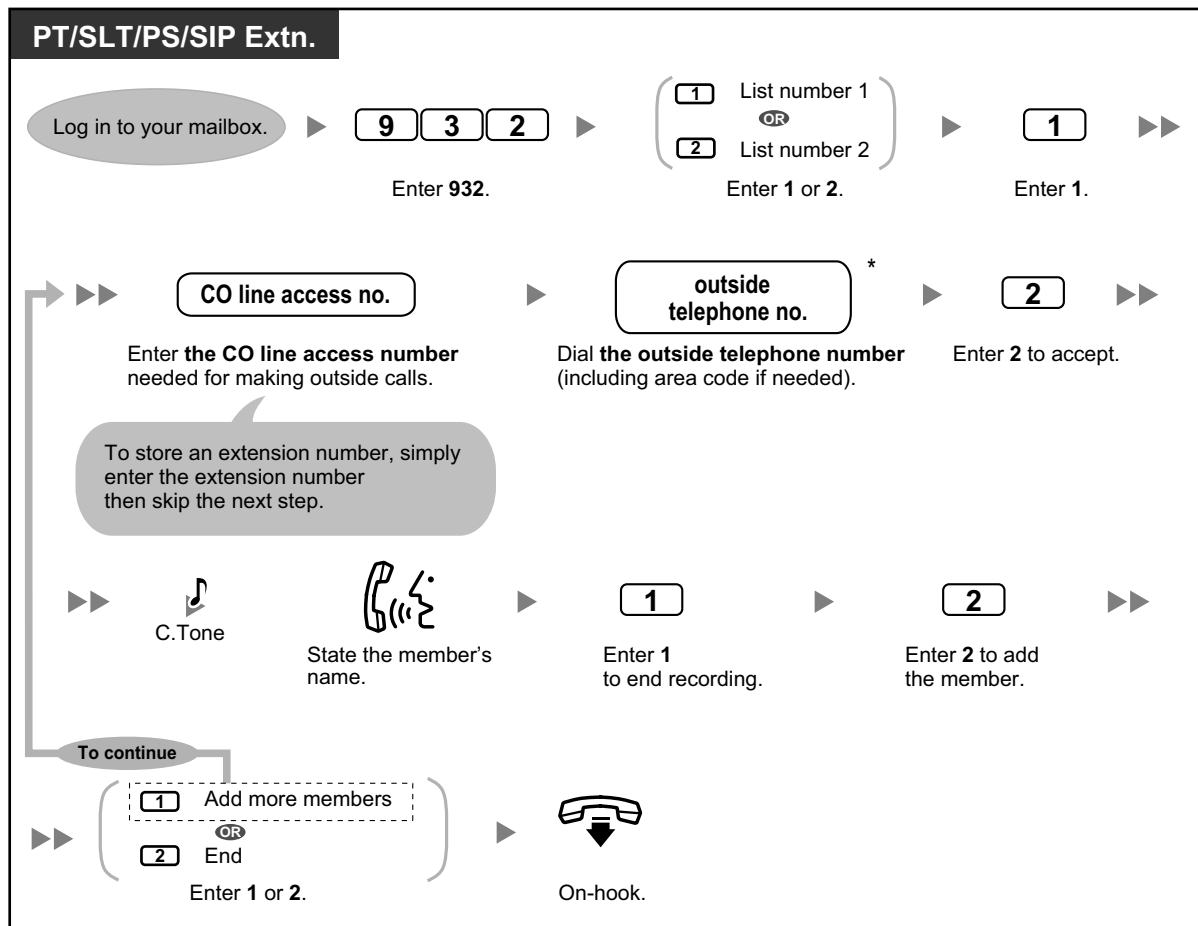 PT/SLT/PS/SIP Extn.
Log in to your mailbox.
9 3 2
Enter 932.
1 List number 1
OR
2 List number 2
Enter 1 or 2.
1
Enter 1.
CO line access no.
Enter the CO line access number
needed for making outside calls.
To store an extension number, simply
enter the extension number
then skip the next step.
outside
telephone no.
*
Dial the outside telephone number
(including area code if needed).
2
Enter 2 to accept.
C.Tone
State the member's
name.
1
Enter 1
to end recording.
2
Enter 2 to add
the member.
To continue
1 Add more members
OR
2 End
Enter 1 or 2.
On-hook.